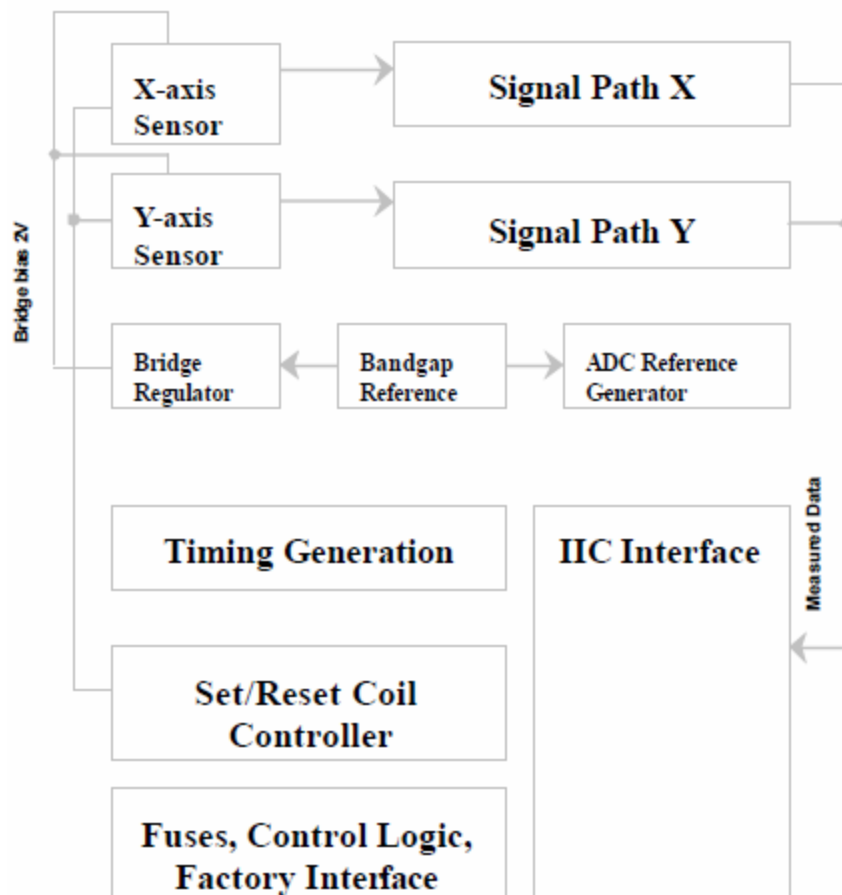 X-axis
Sensor
Signal Path X
Y-axis
Sensor
Signal Path Y
Bridge bias 2V
Bridge
Regulator
Bandgap
Reference
ADC Reference
Generator
Timing Generation
IIC Interface
Measured Data
Set/Reset Coil
Controller
Fuses, Control Logic,
Factory Interface